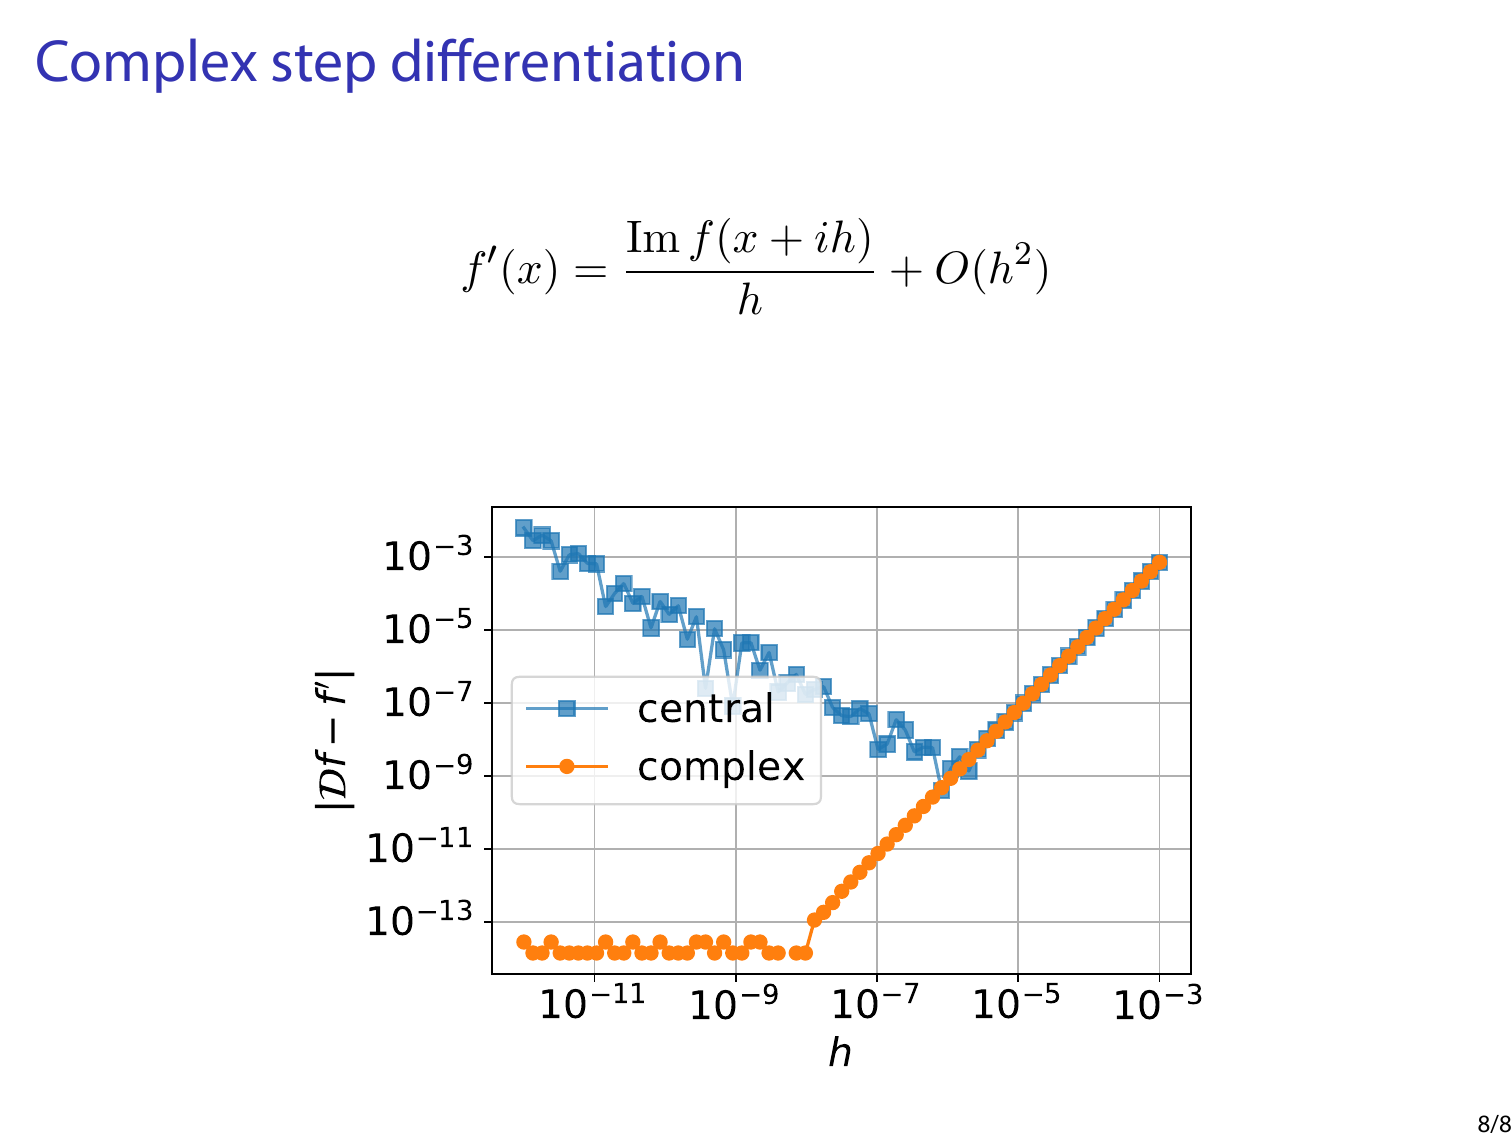 Complex step differentiation
f′(x) = Im f(x + ih) / h + O(h²)
10⁻³
10⁻⁵
10⁻⁷
10⁻⁹
10⁻¹¹
10⁻¹³
|𝒟f − f′|
central
complex
10⁻¹¹ 10⁻⁹ 10⁻⁷ 10⁻⁵ 10⁻³
h
8/8